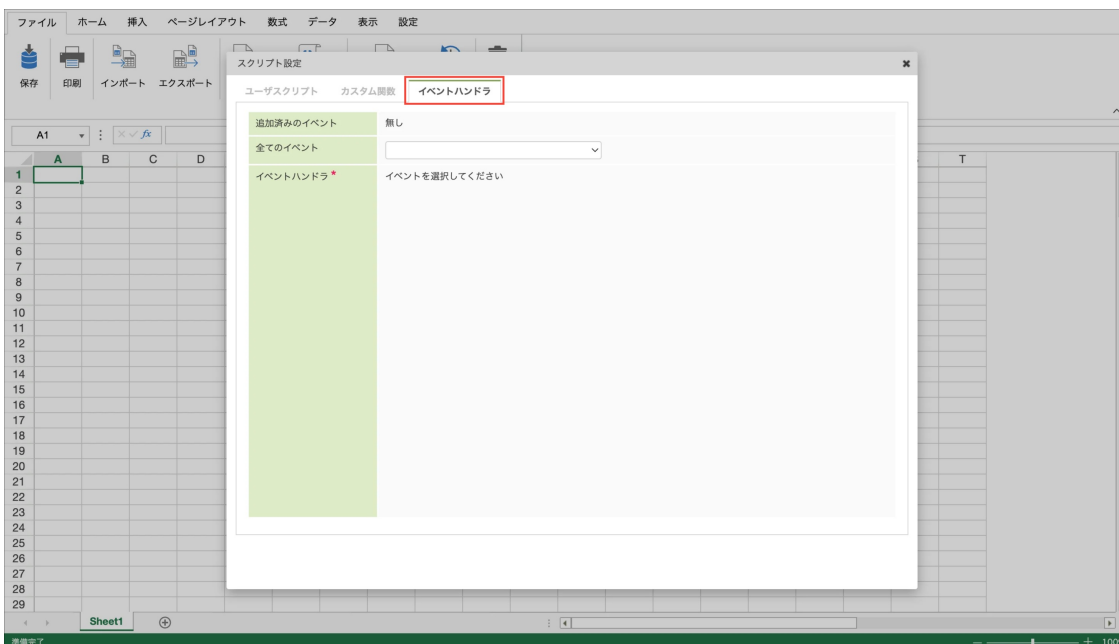 ファイル ホーム 挿入 ページレイアウト 数式 データ 表示 設定
保存 印刷 インポート エクスポート
スクリプト設定
ユーザスクリプト カスタム関数 イベントハンドラ
追加済みのイベント 無し
全てのイベント
イベントハンドラ * イベントを選択してください
A1 fx
A B C D T
1
2
3
4
5
6
7
8
9
10
11
12
13
14
15
16
17
18
19
20
21
22
23
24
25
26
27
28
29
Sheet1
準備完了 100